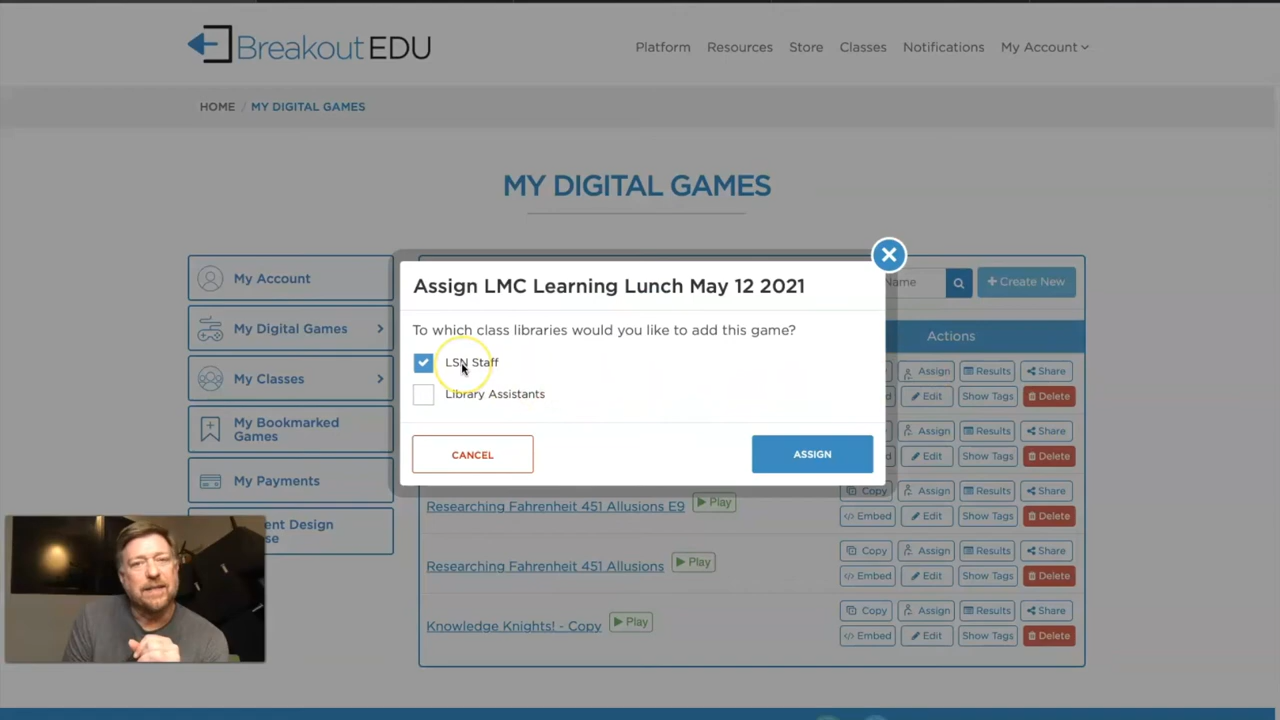 Breakout EDU
Platform Resources Store Classes Notifications My Account
HOME / MY DIGITAL GAMES
MY DIGITAL GAMES
My Account
My Digital Games
My Classes
My Bookmarked
Games
My Payments
ent Design
se
Name
+ Create New
Actions
Assign LMC Learning Lunch May 12 2021
To which class libraries would you like to add this game?
LSN Staff
Library Assistants
CANCEL
ASSIGN
Assign Results Share
Edit Show Tags Delete
Assign Results Share
Edit Show Tags Delete
Researching Fahrenheit 451 Allusions E9 Play
Copy Assign Results Share
</> Embed Edit Show Tags Delete
Researching Fahrenheit 451 Allusions Play
Copy Assign Results Share
</> Embed Edit Show Tags Delete
Knowledge Knights! - Copy Play
Copy Assign Results Share
</> Embed Edit Show Tags Delete